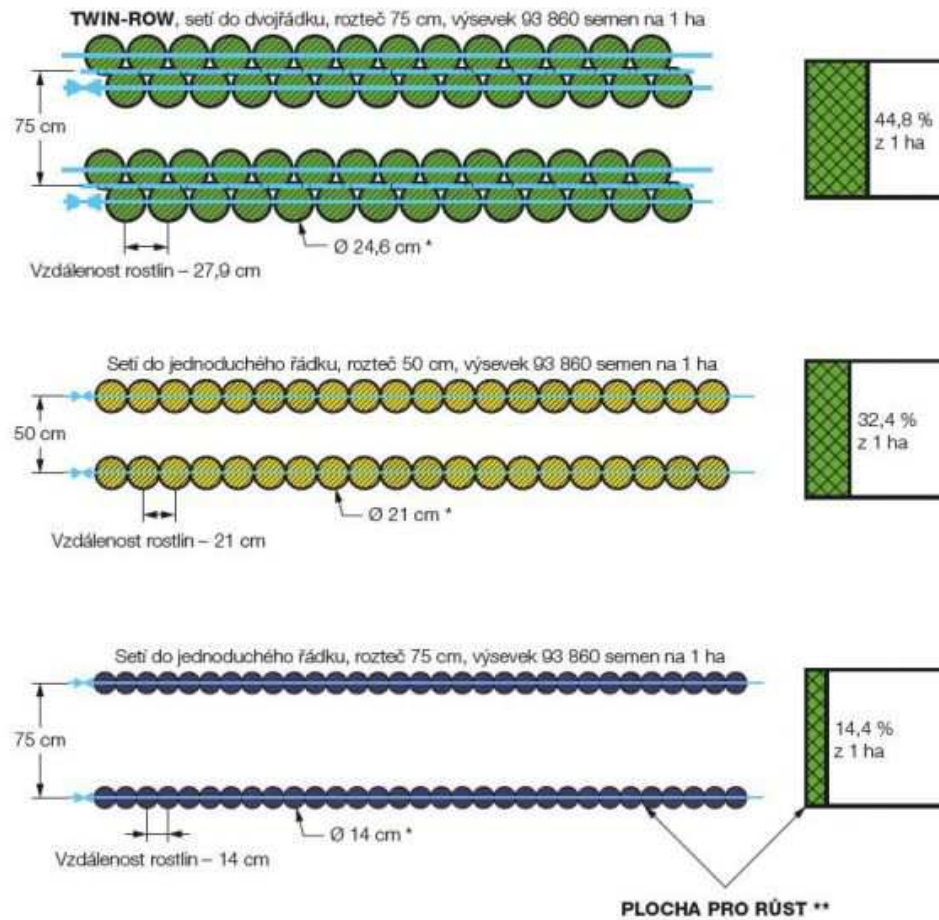 TWIN-ROW, setí do dvojřádku, rozteč 75 cm, výsevek 93 860 semen na 1 ha
75 cm
44,8 %
z 1 ha
Ø 24,6 cm *
Vzdálenost rostlin – 27,9 cm
Setí do jednoduchého řádku, rozteč 50 cm, výsevek 93 860 semen na 1 ha
50 cm
32,4 %
z 1 ha
Ø 21 cm *
Vzdálenost rostlin – 21 cm
Setí do jednoduchého řádku, rozteč 75 cm, výsevek 93 860 semen na 1 ha
75 cm
14,4 %
z 1 ha
Ø 14 cm *
Vzdálenost rostlin – 14 cm
PLOCHA PRO RŮST **